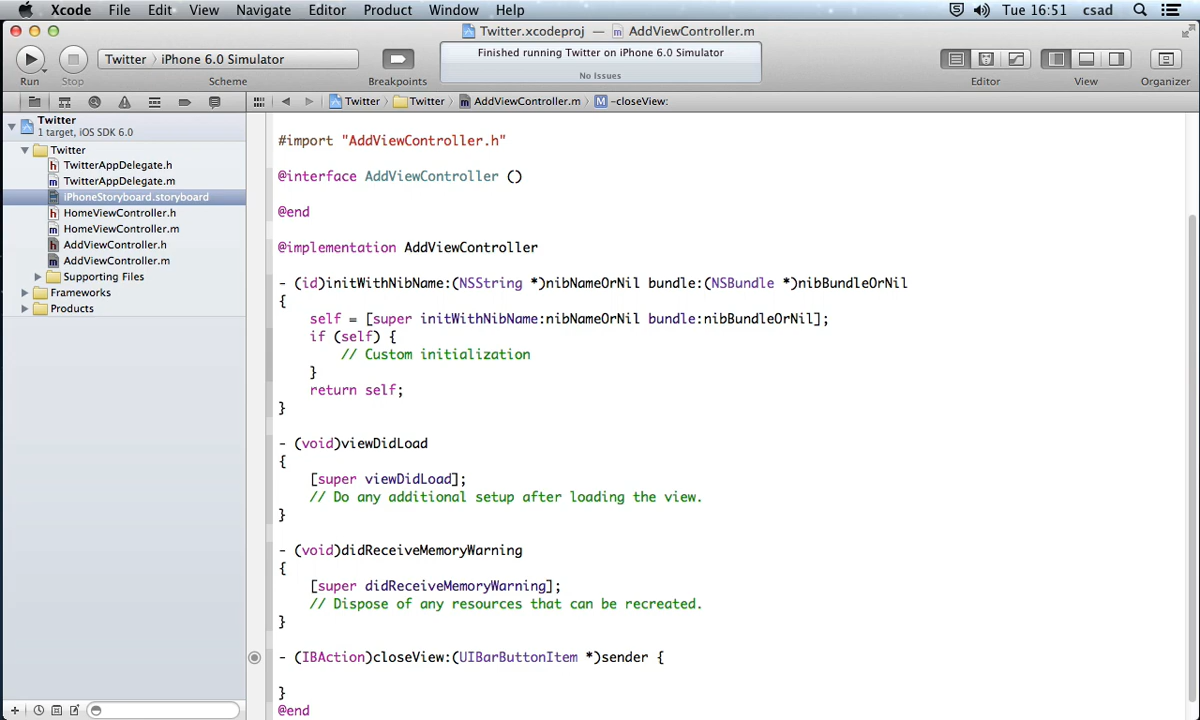 Xcode File Edit View Navigate Editor Product Window Help Tue 16:51 csad
Twitter.xcodeproj — AddViewController.m
Twitter › iPhone 6.0 Simulator
Finished running Twitter on iPhone 6.0 Simulator
No Issues
Run Stop Scheme Breakpoints Editor View Organizer
Twitter › Twitter › AddViewController.m › M -closeView:
Twitter
1 target, iOS SDK 6.0
Twitter
h TwitterAppDelegate.h
m TwitterAppDelegate.m
iPhoneStoryboard.storyboard
h HomeViewController.h
m HomeViewController.m
h AddViewController.h
m AddViewController.m
Supporting Files
Frameworks
Products
#import "AddViewController.h"
@interface AddViewController ()
@end
@implementation AddViewController
- (id)initWithNibName:(NSString *)nibNameOrNil bundle:(NSBundle *)nibBundleOrNil
{
self = [super initWithNibName:nibNameOrNil bundle:nibBundleOrNil];
if (self) {
// Custom initialization
}
return self;
}
- (void)viewDidLoad
{
[super viewDidLoad];
// Do any additional setup after loading the view.
}
- (void)didReceiveMemoryWarning
{
[super didReceiveMemoryWarning];
// Dispose of any resources that can be recreated.
}
- (IBAction)closeView:(UIBarButtonItem *)sender {
}
@end